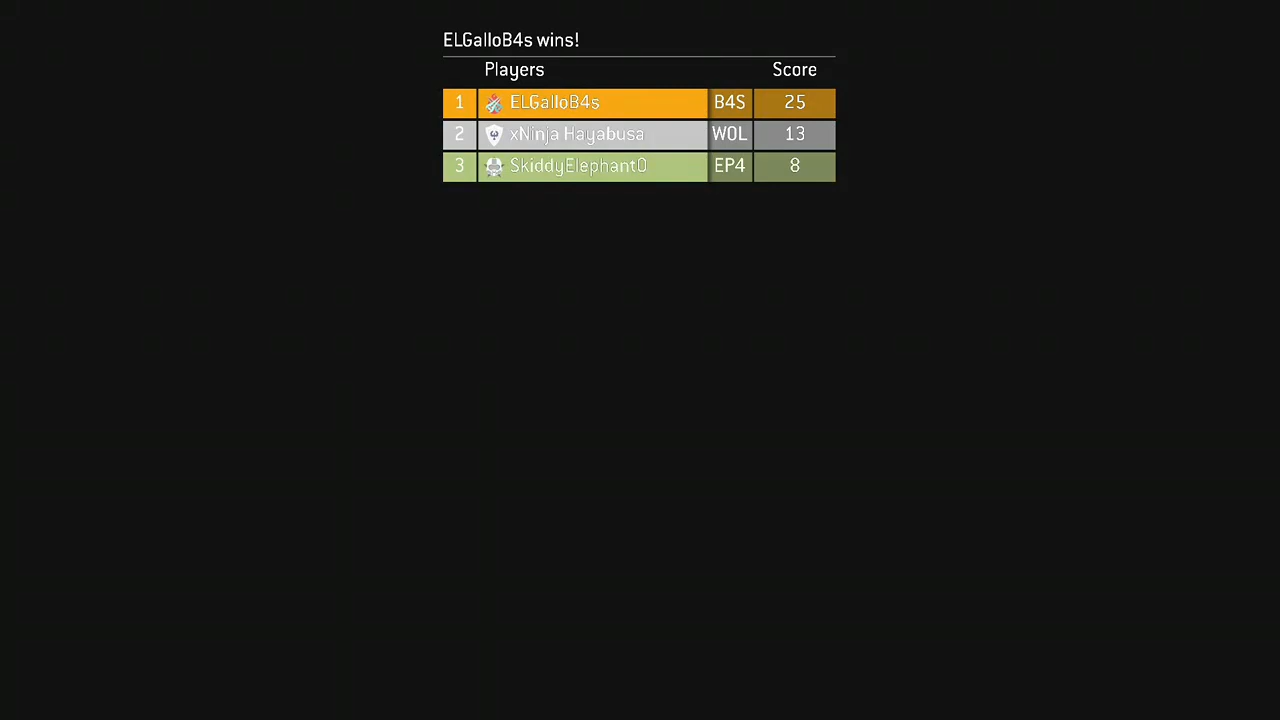 ELGalloB4s wins!
Players Score
1 ELGalloB4s B4S 25
2 xNinja Hayabusa WOL 13
3 SkiddyElephant0 EP4 8